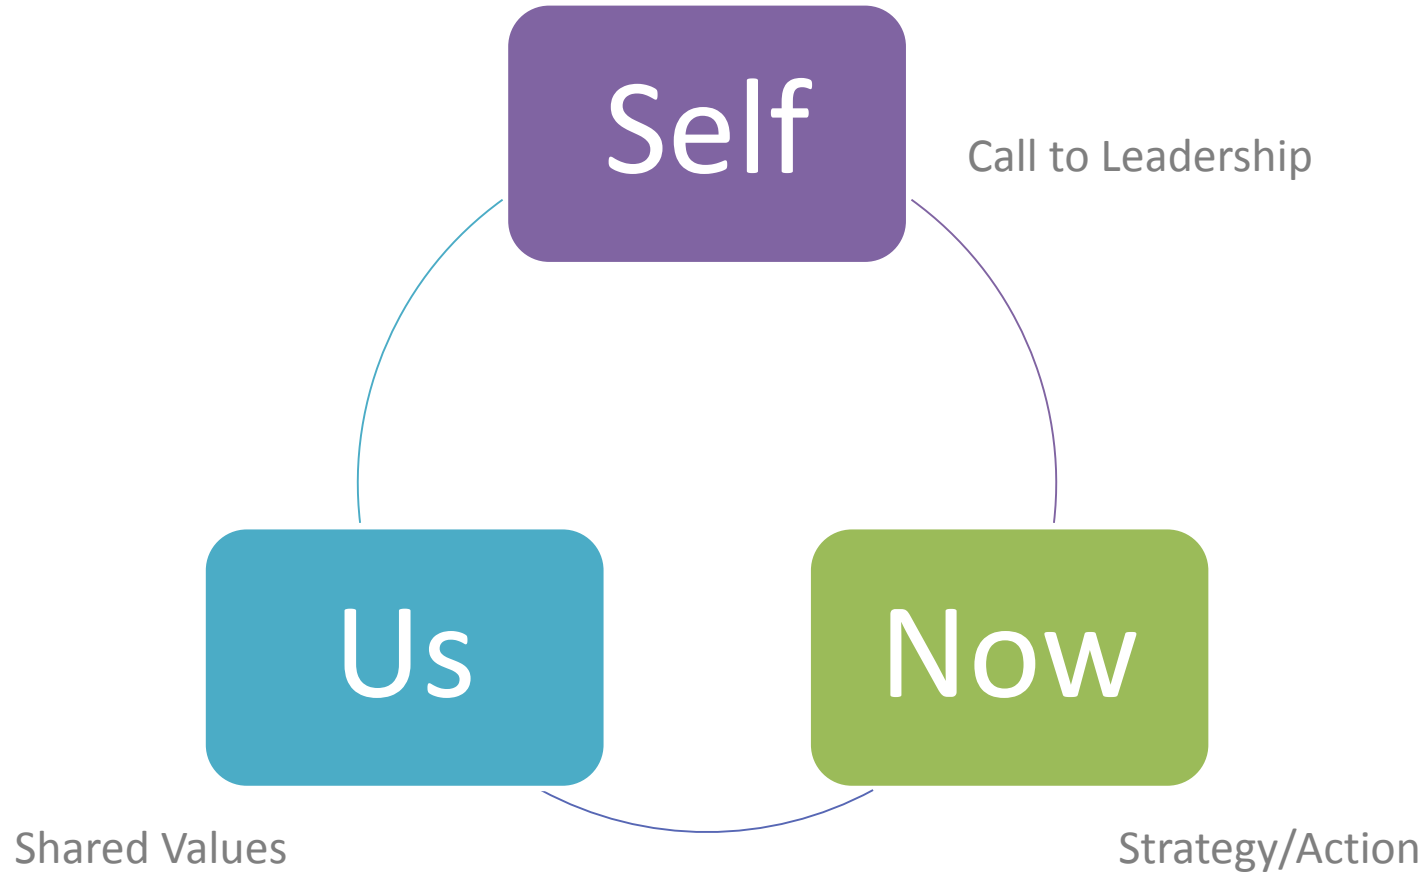 Self
Call to Leadership
Us
Now
Shared Values
Strategy/Action